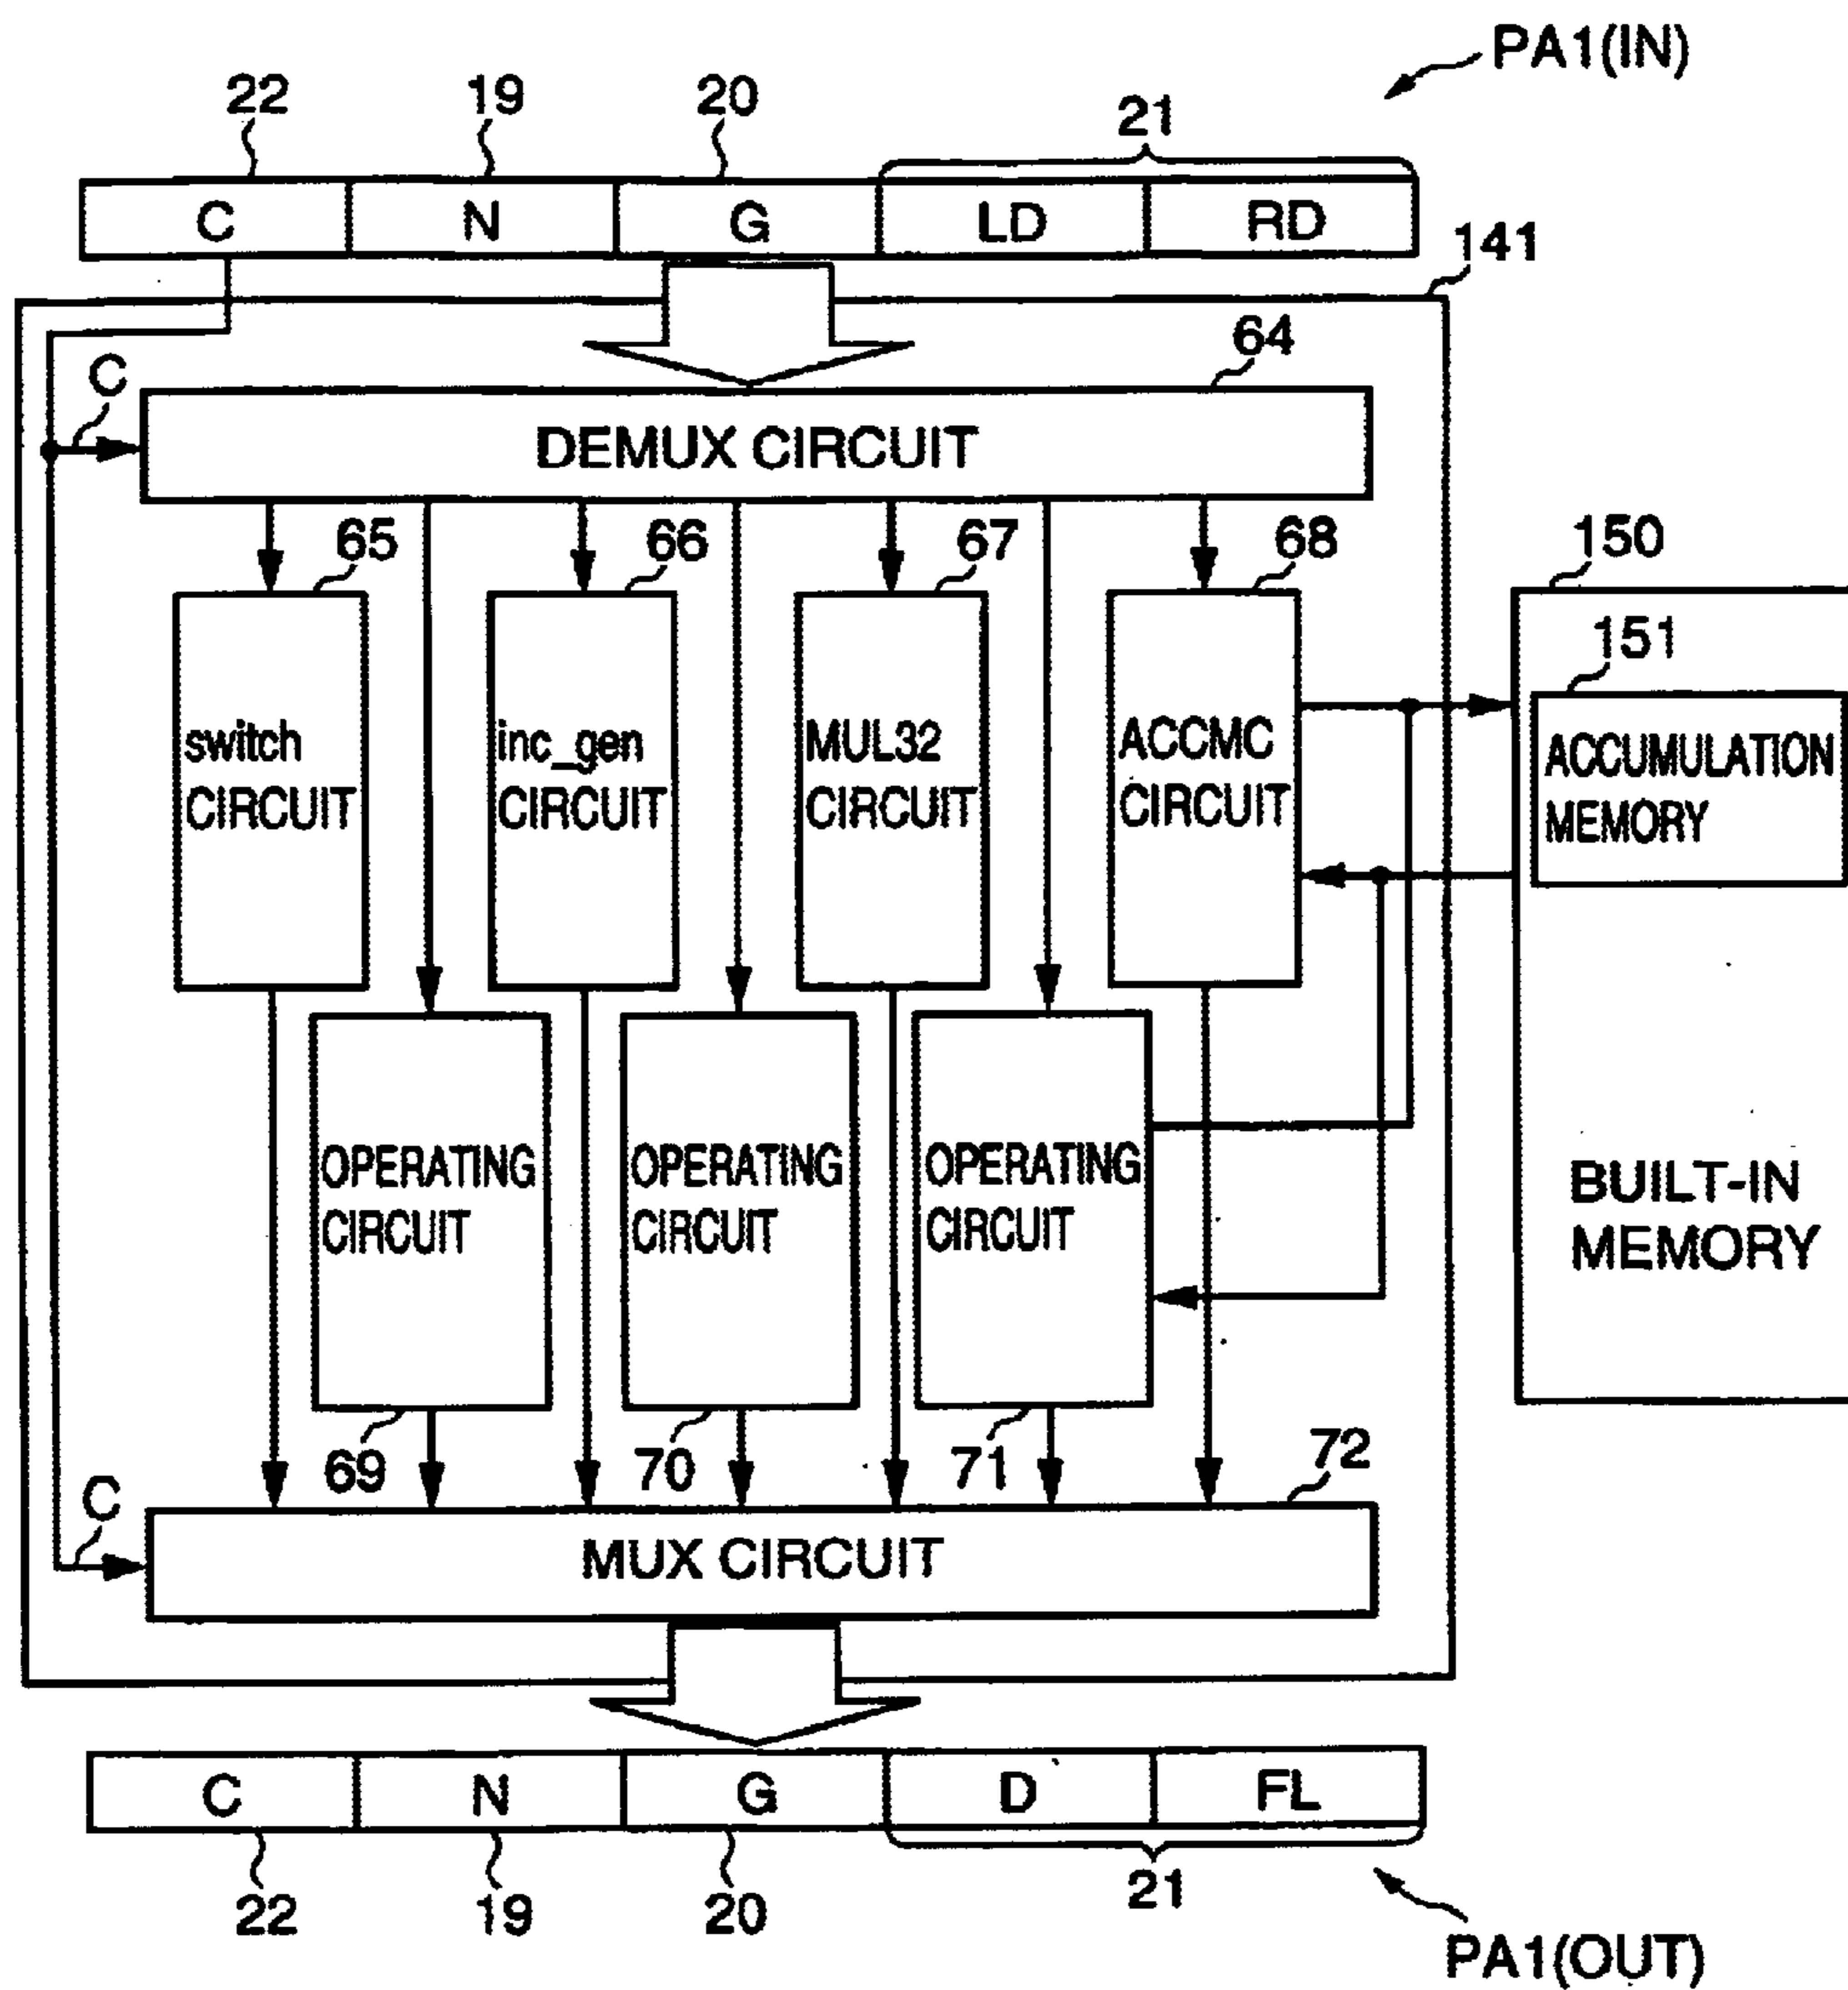 PA1(IN)
22 19 20 21
C N G LD RD
141
64
C
DEMUX CIRCUIT
65 66 67 68
150
151
switch
CIRCUIT
inc_gen
CIRCUIT
MUL32
CIRCUIT
ACCMC
CIRCUIT
ACCUMULATION
MEMORY
OPERATING
CIRCUIT
OPERATING
CIRCUIT
OPERATING
CIRCUIT
BUILT-IN
MEMORY
69 70 71 72
C
MUX CIRCUIT
C N G D FL
22 19 20 21
PA1(OUT)